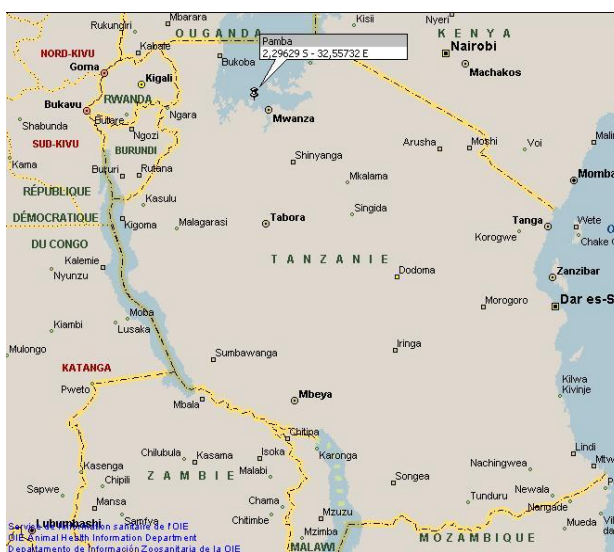 Mbarara
Kisii
Nyeri
Rukungiri
OUGANDA
KENYA
NORD-KIVU
Kabale
Pamba
2,29629 S - 32,55732 E
Nairobi
Bukoba
Goma
Machakos
Kigali
RWANDA
Bukavu
Ngara
Mwanza
Butare
Shabunda
Ngozi
SUD-KIVU
BURUNDI
Arusha
Moshi
Voi
Shinyanga
Kama
Bururi
Rutana
Mkalama
RÉPUBLIQUE
Kasulu
Singida
DÉMOCRATIQUE
Kigoma
Malagarasi
Tabora
Tanga
Wete
Korogwe
Chake
DU CONGO
TANZANIE
Kalemie
Nyunzu
Dodoma
Zanzibar
Moba
Morogoro
Dar es-S
Kiambi
Lusaka
Iringa
Mulongo
Sumbawanga
KATANGA
Pweto
Mbeya
Kilwa
Kivinje
Mbala
Chitipa
Chilubula
Kasama
Isoka
Karonga
Lindi
Kasenga
ZAMBIE
Malabi
Nachingwea
Mtw
Chipili
Songea
Sapwe
Tunduru
Newala
Mansa
Chama
Nangade
Mzuzu
Mueda
Lubumbashi
Samfya
Chitimbe
Mzimba
MALAWI
MOZAMBIQUE
Service de l'information sanitaire de l'OIE
OIE Animal Health Information Department
Departamento de Información Zoosanitaria de la OIE